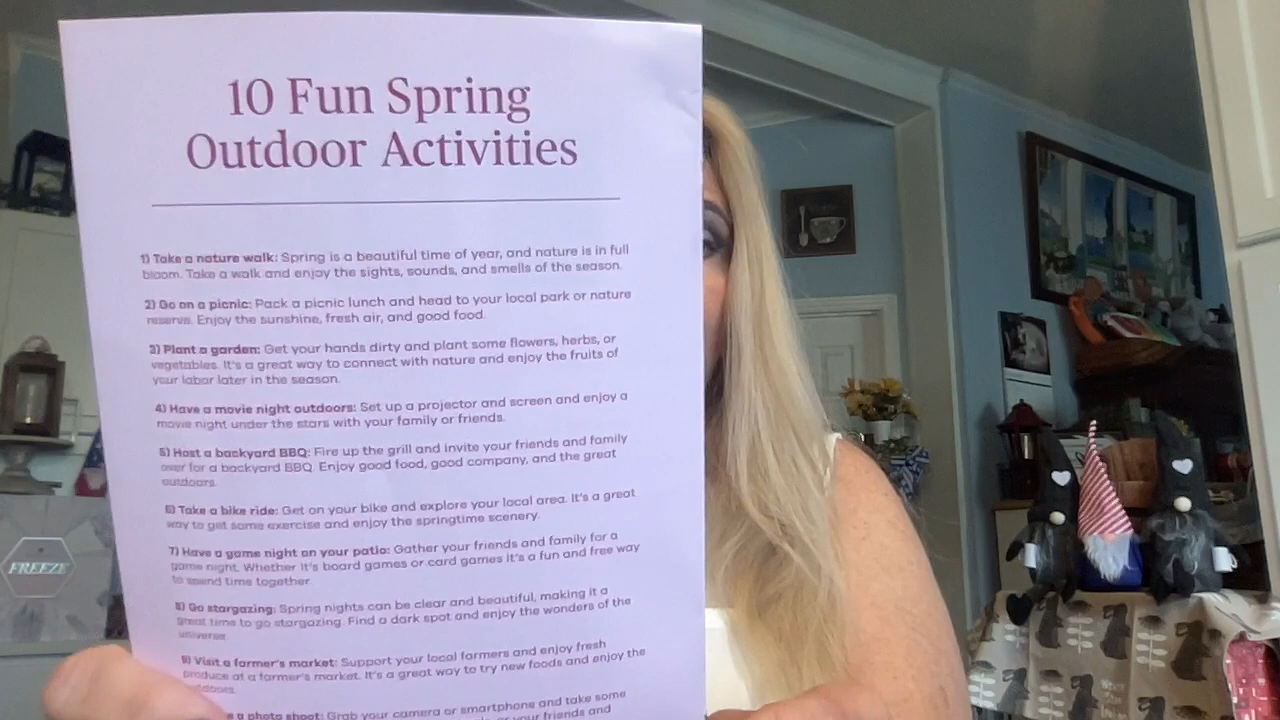 10 Fun Spring
Outdoor Activities
1) Take a nature walk: Spring is a beautiful time of year, and nature is in full
bloom. Take a walk and enjoy the sights, sounds, and smells of the season.
2) Go on a picnic: Pack a picnic lunch and head to your local park or nature
reserve. Enjoy the sunshine, fresh air, and good food.
3) Plant a garden: Get your hands dirty and plant some flowers, herbs, or
vegetables. It's a great way to connect with nature and enjoy the fruits of
your labor later in the season.
4) Have a movie night outdoors: Set up a projector and screen and enjoy a
movie night under the stars with your family or friends.
5) Host a backyard BBQ: Fire up the grill and invite your friends and family
over for a backyard BBQ. Enjoy good food, good company, and the great
outdoors.
6) Take a bike ride: Get on your bike and explore your local area. It's a great
way to get some exercise and enjoy the springtime scenery.
7) Have a game night on your patio: Gather your friends and family for a
game night. Whether it's board games or card games it's a fun and free way
to spend time together.
8) Go stargazing: Spring nights can be clear and beautiful, making it a
great time to go stargazing. Find a dark spot and enjoy the wonders of the
universe.
9) Visit a farmer's market: Support your local farmers and enjoy fresh
produce at a farmer's market. It's a great way to try new foods and enjoy the
outdoors.
a photo shoot: Grab your camera or smartphone and take some
or your friends and
FREEZE